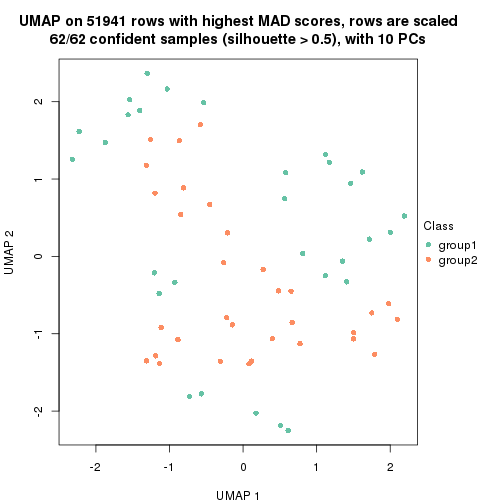 UMAP on 51941 rows with highest MAD scores, rows are scaled
62/62 confident samples (silhouette > 0.5), with 10 PCs
2
1
0
-1
-2
UMAP 2
-2
-1
0
1
2
UMAP 1
Class
group1
group2